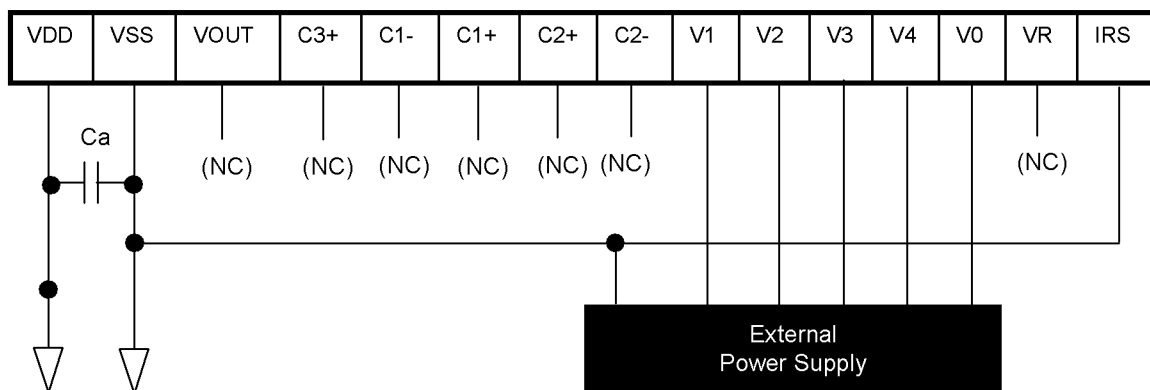 VDD VSS VOUT C3+ C1- C1+ C2+ C2- V1 V2 V3 V4 V0 VR IRS
Ca
(NC) (NC) (NC) (NC) (NC) (NC) (NC)
External
Power Supply